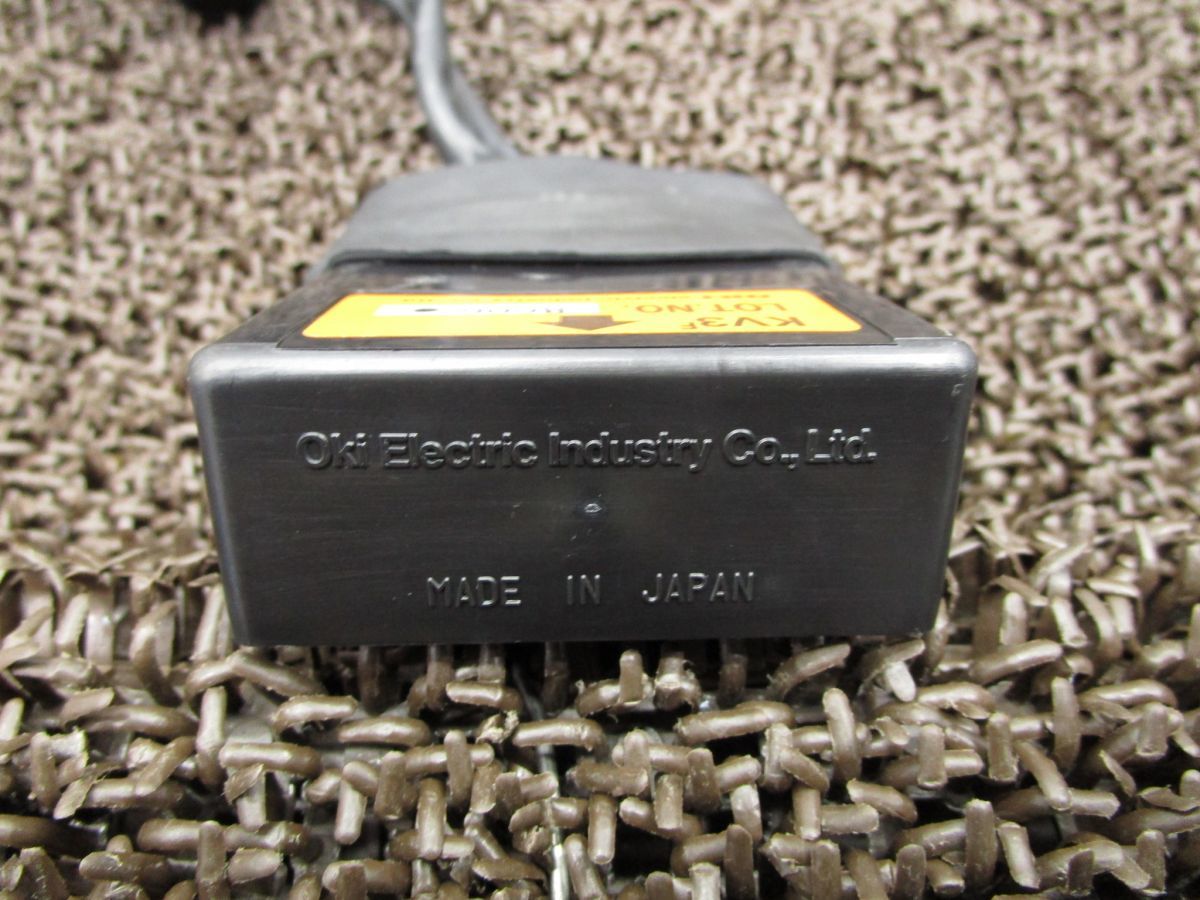 KV3F
LOT.NO.
Oki Electric Industry Co., Ltd.
MADE IN JAPAN